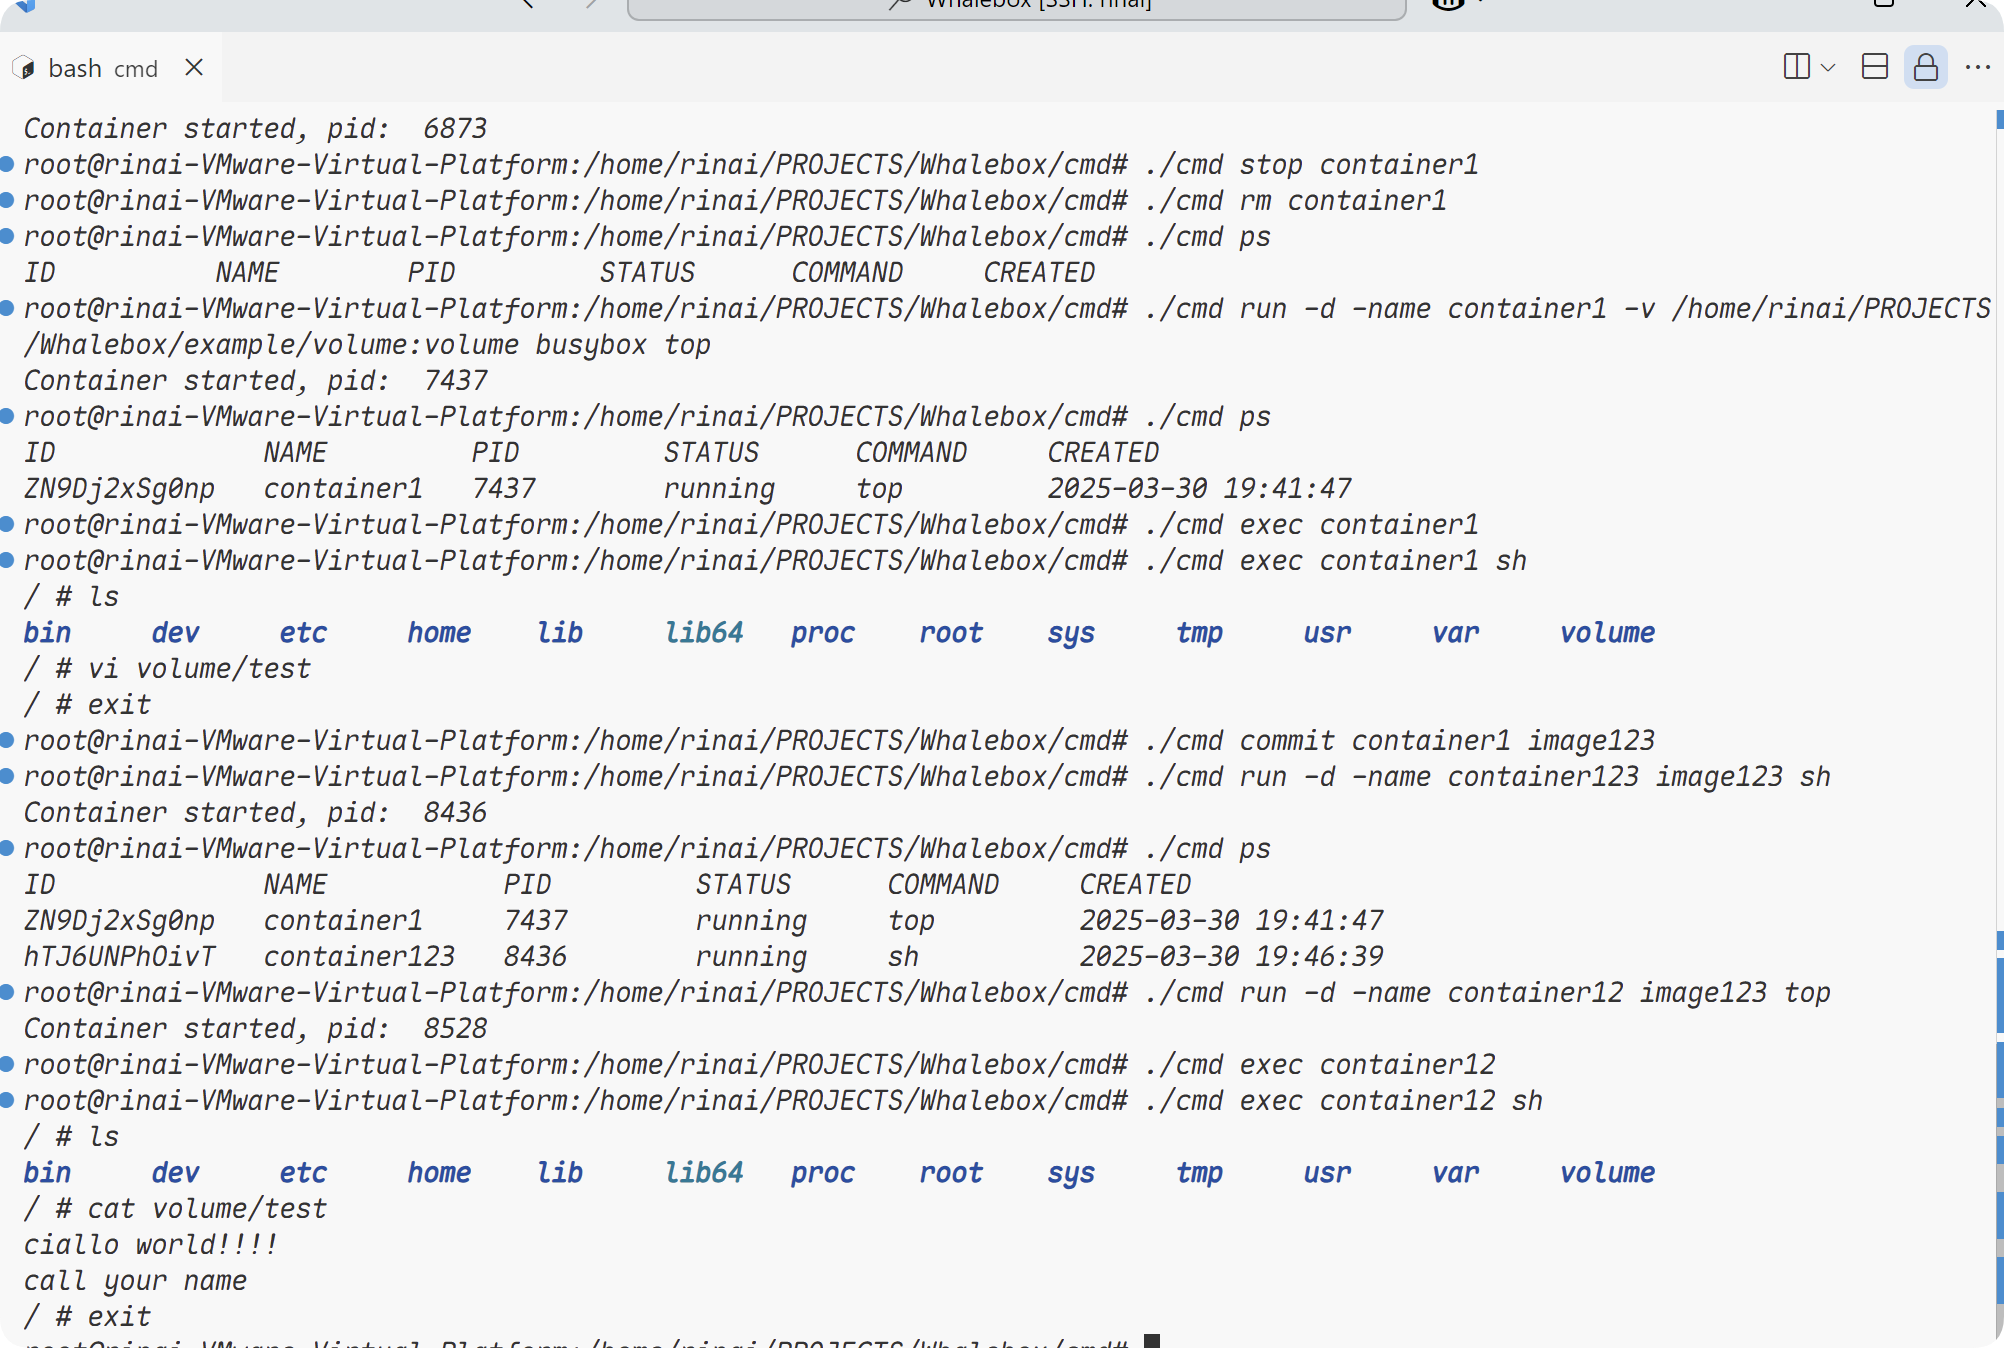 Whalebox [SSH: rinai]
bash cmd
Container started, pid:  6873
root@rinai-VMware-Virtual-Platform:/home/rinai/PROJECTS/Whalebox/cmd# ./cmd stop container1
root@rinai-VMware-Virtual-Platform:/home/rinai/PROJECTS/Whalebox/cmd# ./cmd rm container1
root@rinai-VMware-Virtual-Platform:/home/rinai/PROJECTS/Whalebox/cmd# ./cmd ps
ID          NAME        PID         STATUS      COMMAND     CREATED
root@rinai-VMware-Virtual-Platform:/home/rinai/PROJECTS/Whalebox/cmd# ./cmd run -d -name container1 -v /home/rinai/PROJECTS
/Whalebox/example/volume:volume busybox top
Container started, pid:  7437
root@rinai-VMware-Virtual-Platform:/home/rinai/PROJECTS/Whalebox/cmd# ./cmd ps
ID             NAME         PID         STATUS      COMMAND     CREATED
ZN9Dj2xSg0np   container1   7437        running     top         2025-03-30 19:41:47
root@rinai-VMware-Virtual-Platform:/home/rinai/PROJECTS/Whalebox/cmd# ./cmd exec container1
root@rinai-VMware-Virtual-Platform:/home/rinai/PROJECTS/Whalebox/cmd# ./cmd exec container1 sh
/ # ls
bin     dev     etc     home    lib     lib64   proc    root    sys     tmp     usr     var     volume
/ # vi volume/test
/ # exit
root@rinai-VMware-Virtual-Platform:/home/rinai/PROJECTS/Whalebox/cmd# ./cmd commit container1 image123
root@rinai-VMware-Virtual-Platform:/home/rinai/PROJECTS/Whalebox/cmd# ./cmd run -d -name container123 image123 sh
Container started, pid:  8436
root@rinai-VMware-Virtual-Platform:/home/rinai/PROJECTS/Whalebox/cmd# ./cmd ps
ID             NAME           PID         STATUS      COMMAND     CREATED
ZN9Dj2xSg0np   container1     7437        running     top         2025-03-30 19:41:47
hTJ6UNPhOivT   container123   8436        running     sh          2025-03-30 19:46:39
root@rinai-VMware-Virtual-Platform:/home/rinai/PROJECTS/Whalebox/cmd# ./cmd run -d -name container12 image123 top
Container started, pid:  8528
root@rinai-VMware-Virtual-Platform:/home/rinai/PROJECTS/Whalebox/cmd# ./cmd exec container12
root@rinai-VMware-Virtual-Platform:/home/rinai/PROJECTS/Whalebox/cmd# ./cmd exec container12 sh
/ # ls
bin     dev     etc     home    lib     lib64   proc    root    sys     tmp     usr     var     volume
/ # cat volume/test
ciallo world!!!!
call your name
/ # exit
root@rinai-VMware-Virtual-Platform:/home/rinai/PROJECTS/Whalebox/cmd#